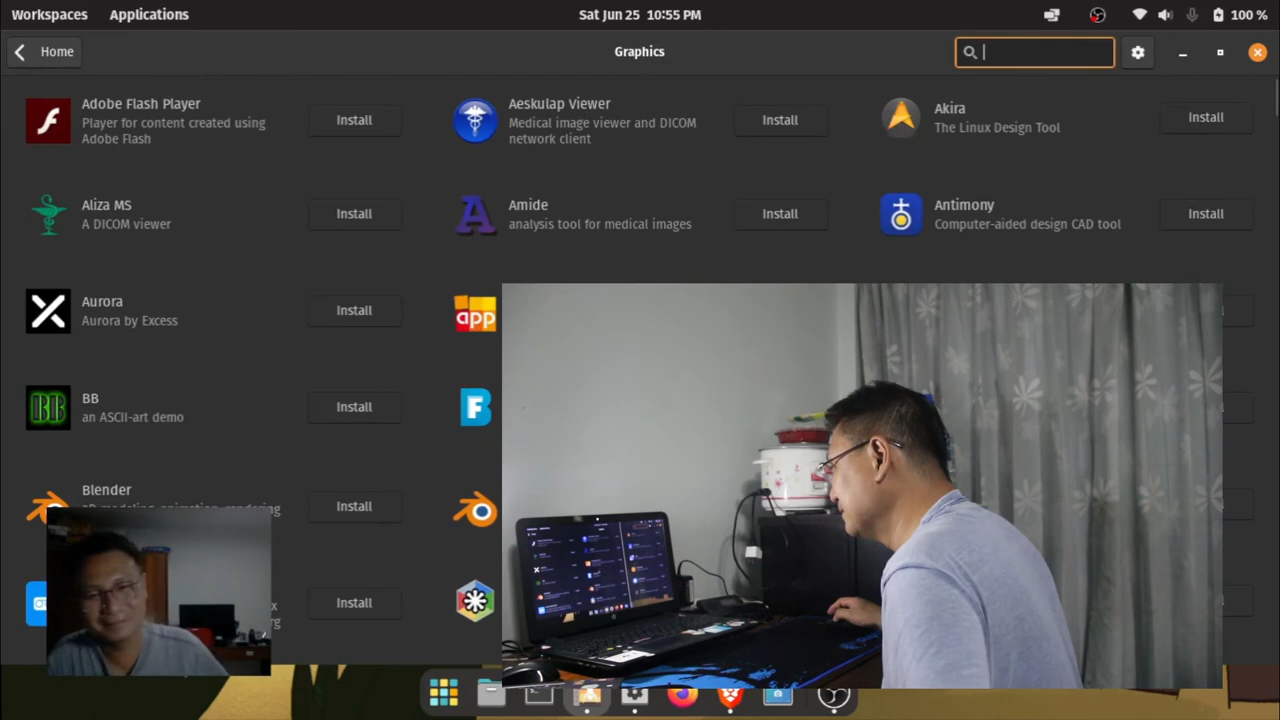 Workspaces Applications Sat Jun 25 10:55 PM 100 %
Home Graphics
Adobe Flash Player
Player for content created using
Adobe Flash
Install
Aeskulap Viewer
Medical image viewer and DICOM
network client
Install
Akira
The Linux Design Tool
Install
Aliza MS
A DICOM viewer
Install
Amide
analysis tool for medical images
Install
Antimony
Computer-aided design CAD tool
Install
Aurora
Aurora by Excess
Install
app
BB
BB
an ASCII-art demo
Install
Blender
Install
Install